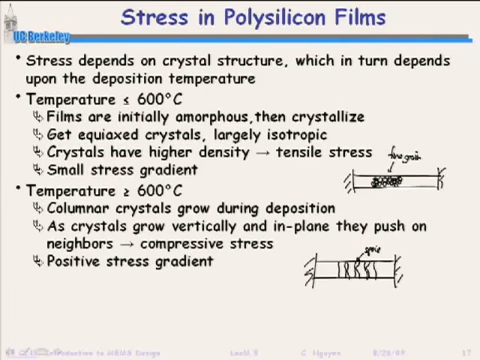 Stress in Polysilicon Films
UC Berkeley
• Stress depends on crystal structure, which in turn depends
upon the deposition temperature
• Temperature ≤ 600°C
Films are initially amorphous,then crystallize
Get equiaxed crystals, largely isotropic
Crystals have higher density → tensile stress
Small stress gradient
fine grain
• Temperature ≥ 600°C
Columnar crystals grow during deposition
As crystals grow vertically and in-plane they push on
neighbors → compressive stress
Positive stress gradient
grain
Introduction to MEMS Design
LecM 5
C. Nguyen
8/28/09
17